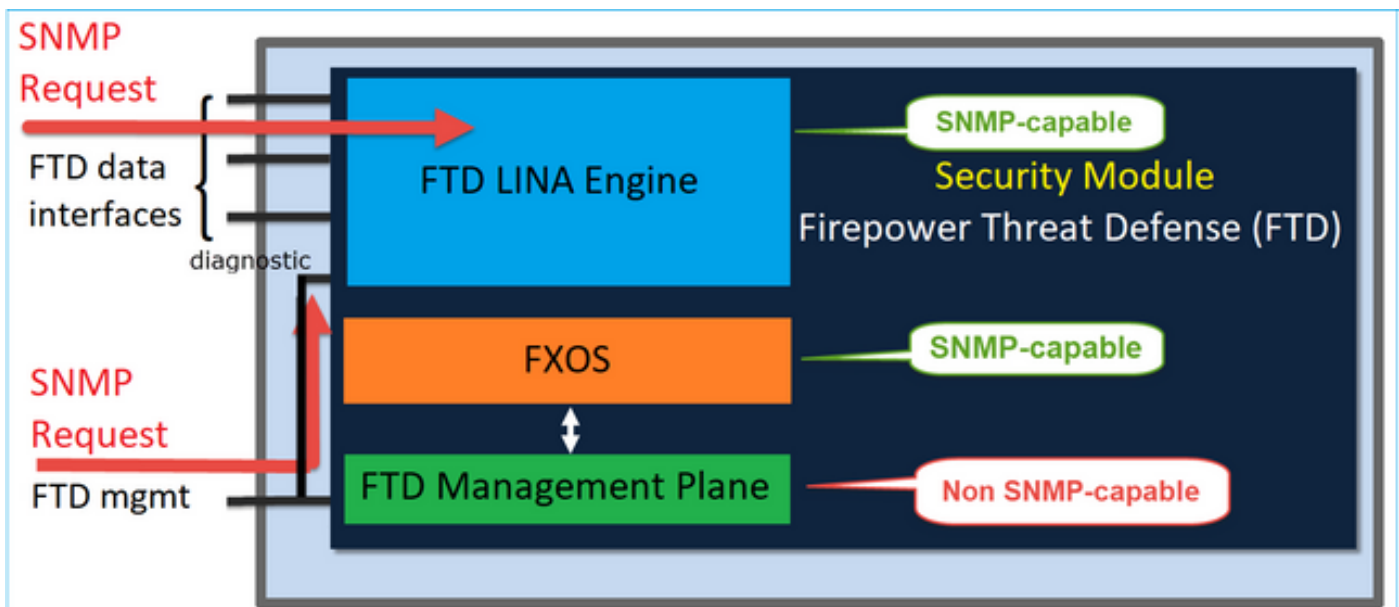 SNMP
Request
FTD data
interfaces
diagnostic
SNMP
Request
FTD mgmt
FTD LINA Engine
FXOS
FTD Management Plane
SNMP-capable
Security Module
Firepower Threat Defense (FTD)
SNMP-capable
Non SNMP-capable